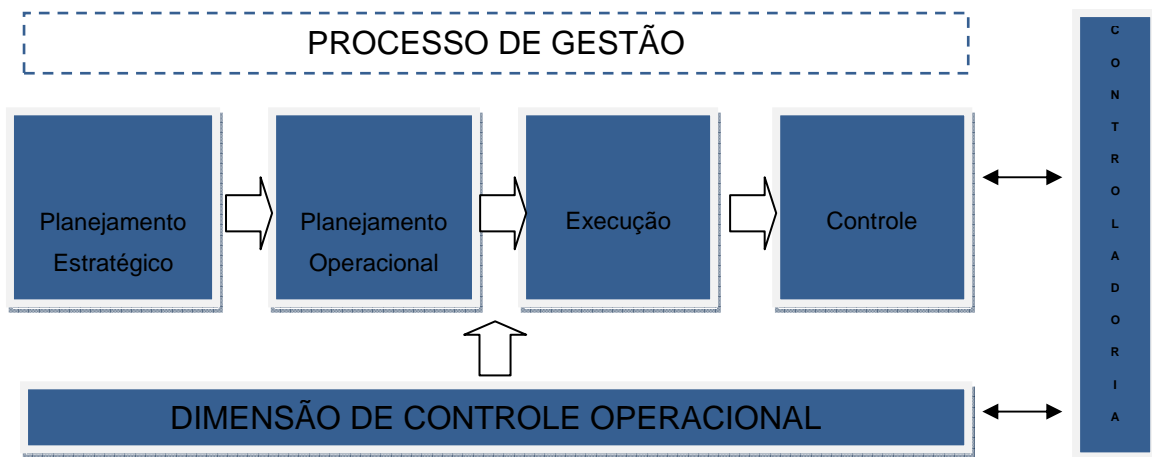 PROCESSO DE GESTÃO
Planejamento
Estratégico
Planejamento
Operacional
Execução
Controle
DIMENSÃO DE CONTROLE OPERACIONAL
C
O
N
T
R
O
L
A
D
O
R
I
A